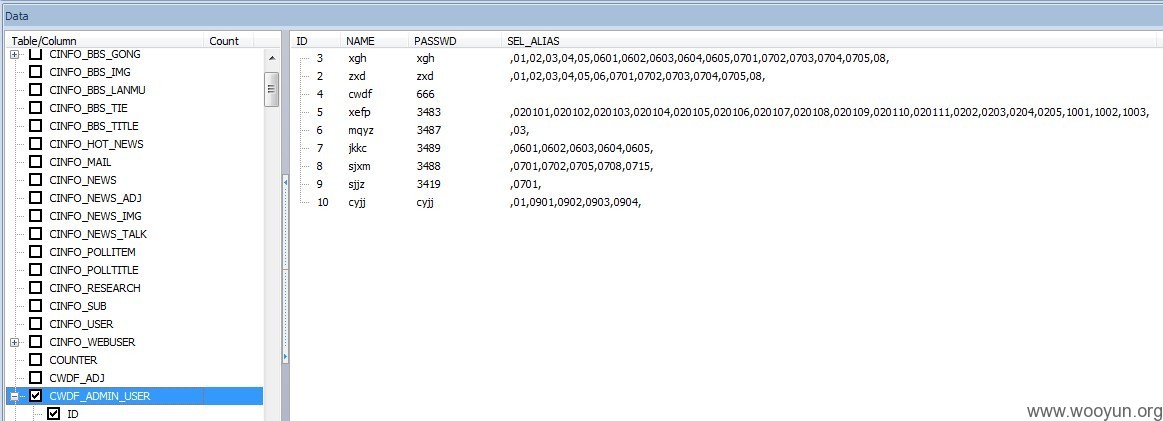 Data
Table/Column Count
CINFO_BBS_GONG
CINFO_BBS_IMG
CINFO_BBS_LANMU
CINFO_BBS_TIE
CINFO_BBS_TITLE
CINFO_HOT_NEWS
CINFO_MAIL
CINFO_NEWS
CINFO_NEWS_ADJ
CINFO_NEWS_IMG
CINFO_NEWS_TALK
CINFO_POLLITEM
CINFO_POLLTITLE
CINFO_RESEARCH
CINFO_SUB
CINFO_USER
CINFO_WEBUSER
COUNTER
CWDF_ADJ
CWDF_ADMIN_USER
ID
ID NAME PASSWD SEL_ALIAS
3 xgh xgh ,01,02,03,04,05,0601,0602,0603,0604,0605,0701,0702,0703,0704,0705,08,
2 zxd zxd ,01,02,03,04,05,06,0701,0702,0703,0704,0705,08,
4 cwdf 666
5 xefp 3483 ,020101,020102,020103,020104,020105,020106,020107,020108,020109,020110,020111,0202,0203,0204,0205,1001,1002,1003,
6 mqyz 3487 ,03,
7 jkkc 3489 ,0601,0602,0603,0604,0605,
8 sjxm 3488 ,0701,0702,0705,0708,0715,
9 sjjz 3419 ,0701,
10 cyjj cyjj ,01,0901,0902,0903,0904,
www.wooyun.org